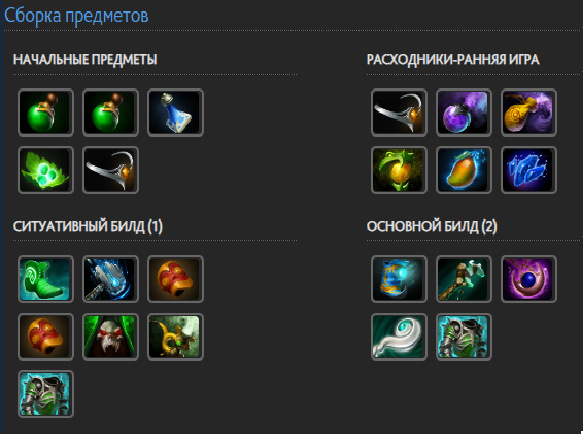 Сборка предметов
НАЧАЛЬНЫЕ ПРЕДМЕТЫ
РАСХОДНИКИ-РАННЯЯ ИГРА
СИТУАТИВНЫЙ БИЛД (1)
ОСНОВНОЙ БИЛД (2)